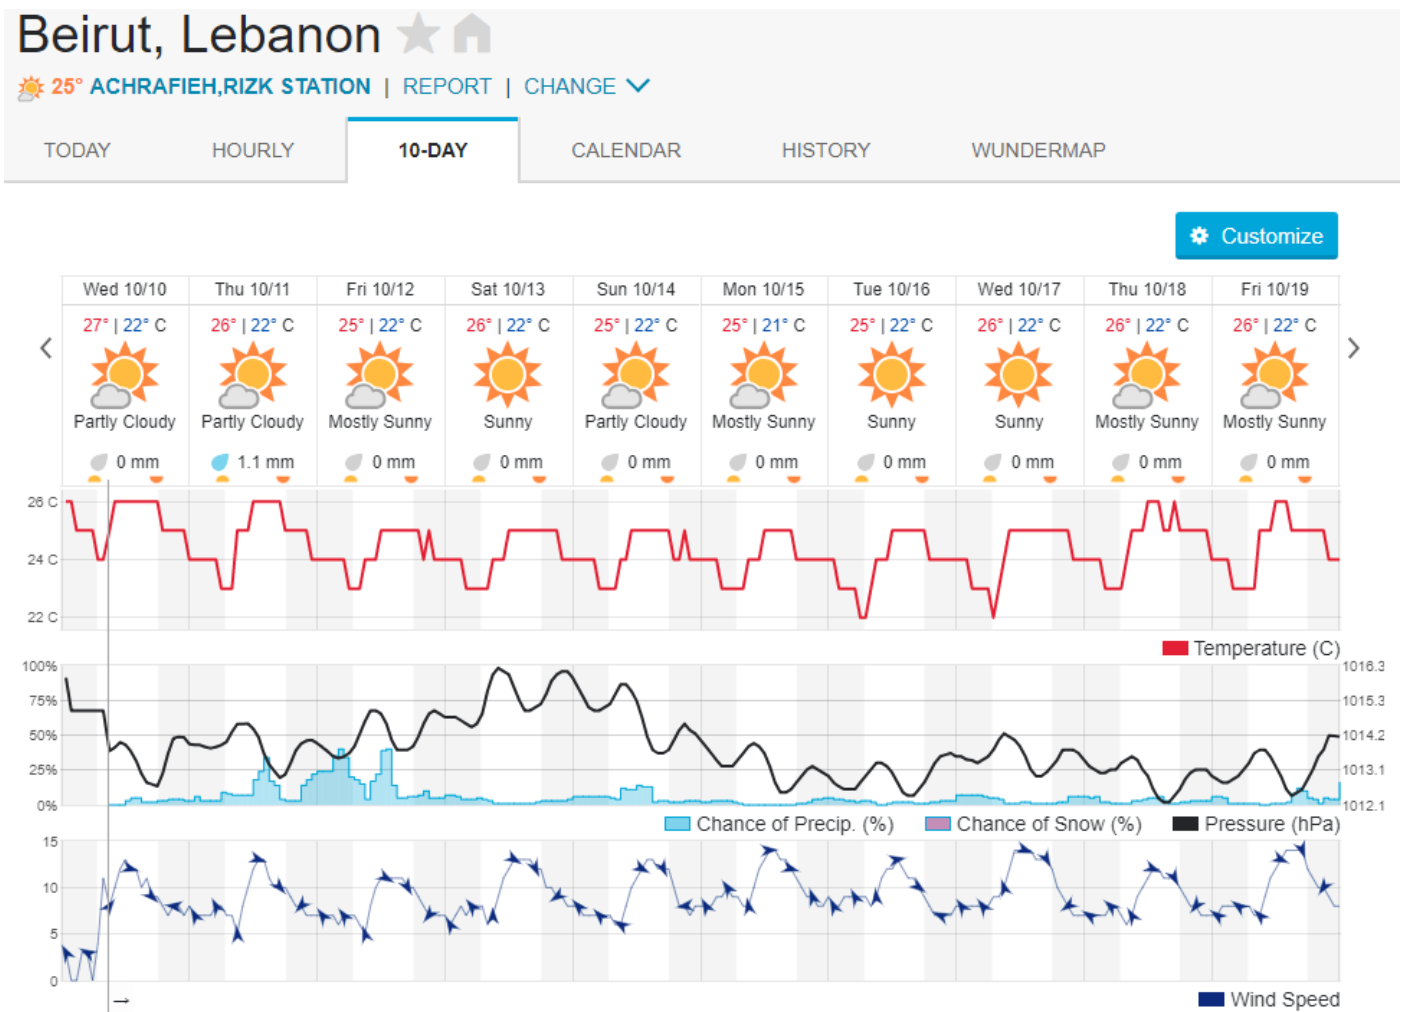 Beirut, Lebanon
25° ACHRAFIEH,RIZK STATION | REPORT | CHANGE
TODAY HOURLY 10-DAY CALENDAR HISTORY WUNDERMAP
Customize
Wed 10/10 Thu 10/11 Fri 10/12 Sat 10/13 Sun 10/14 Mon 10/15 Tue 10/16 Wed 10/17 Thu 10/18 Fri 10/19
27° | 22° C 26° | 22° C 25° | 22° C 26° | 22° C 25° | 22° C 25° | 21° C 25° | 22° C 26° | 22° C 26° | 22° C 26° | 22° C
Partly Cloudy Partly Cloudy Mostly Sunny Sunny Partly Cloudy Mostly Sunny Sunny Sunny Mostly Sunny Mostly Sunny
0 mm 1.1 mm 0 mm 0 mm 0 mm 0 mm 0 mm 0 mm 0 mm 0 mm
26 C
24 C
22 C
Temperature (C)
100% 1016.3
75% 1015.3
50% 1014.2
25% 1013.1
0% 1012.1
Chance of Precip. (%) Chance of Snow (%) Pressure (hPa)
15
10
5
0
→
Wind Speed